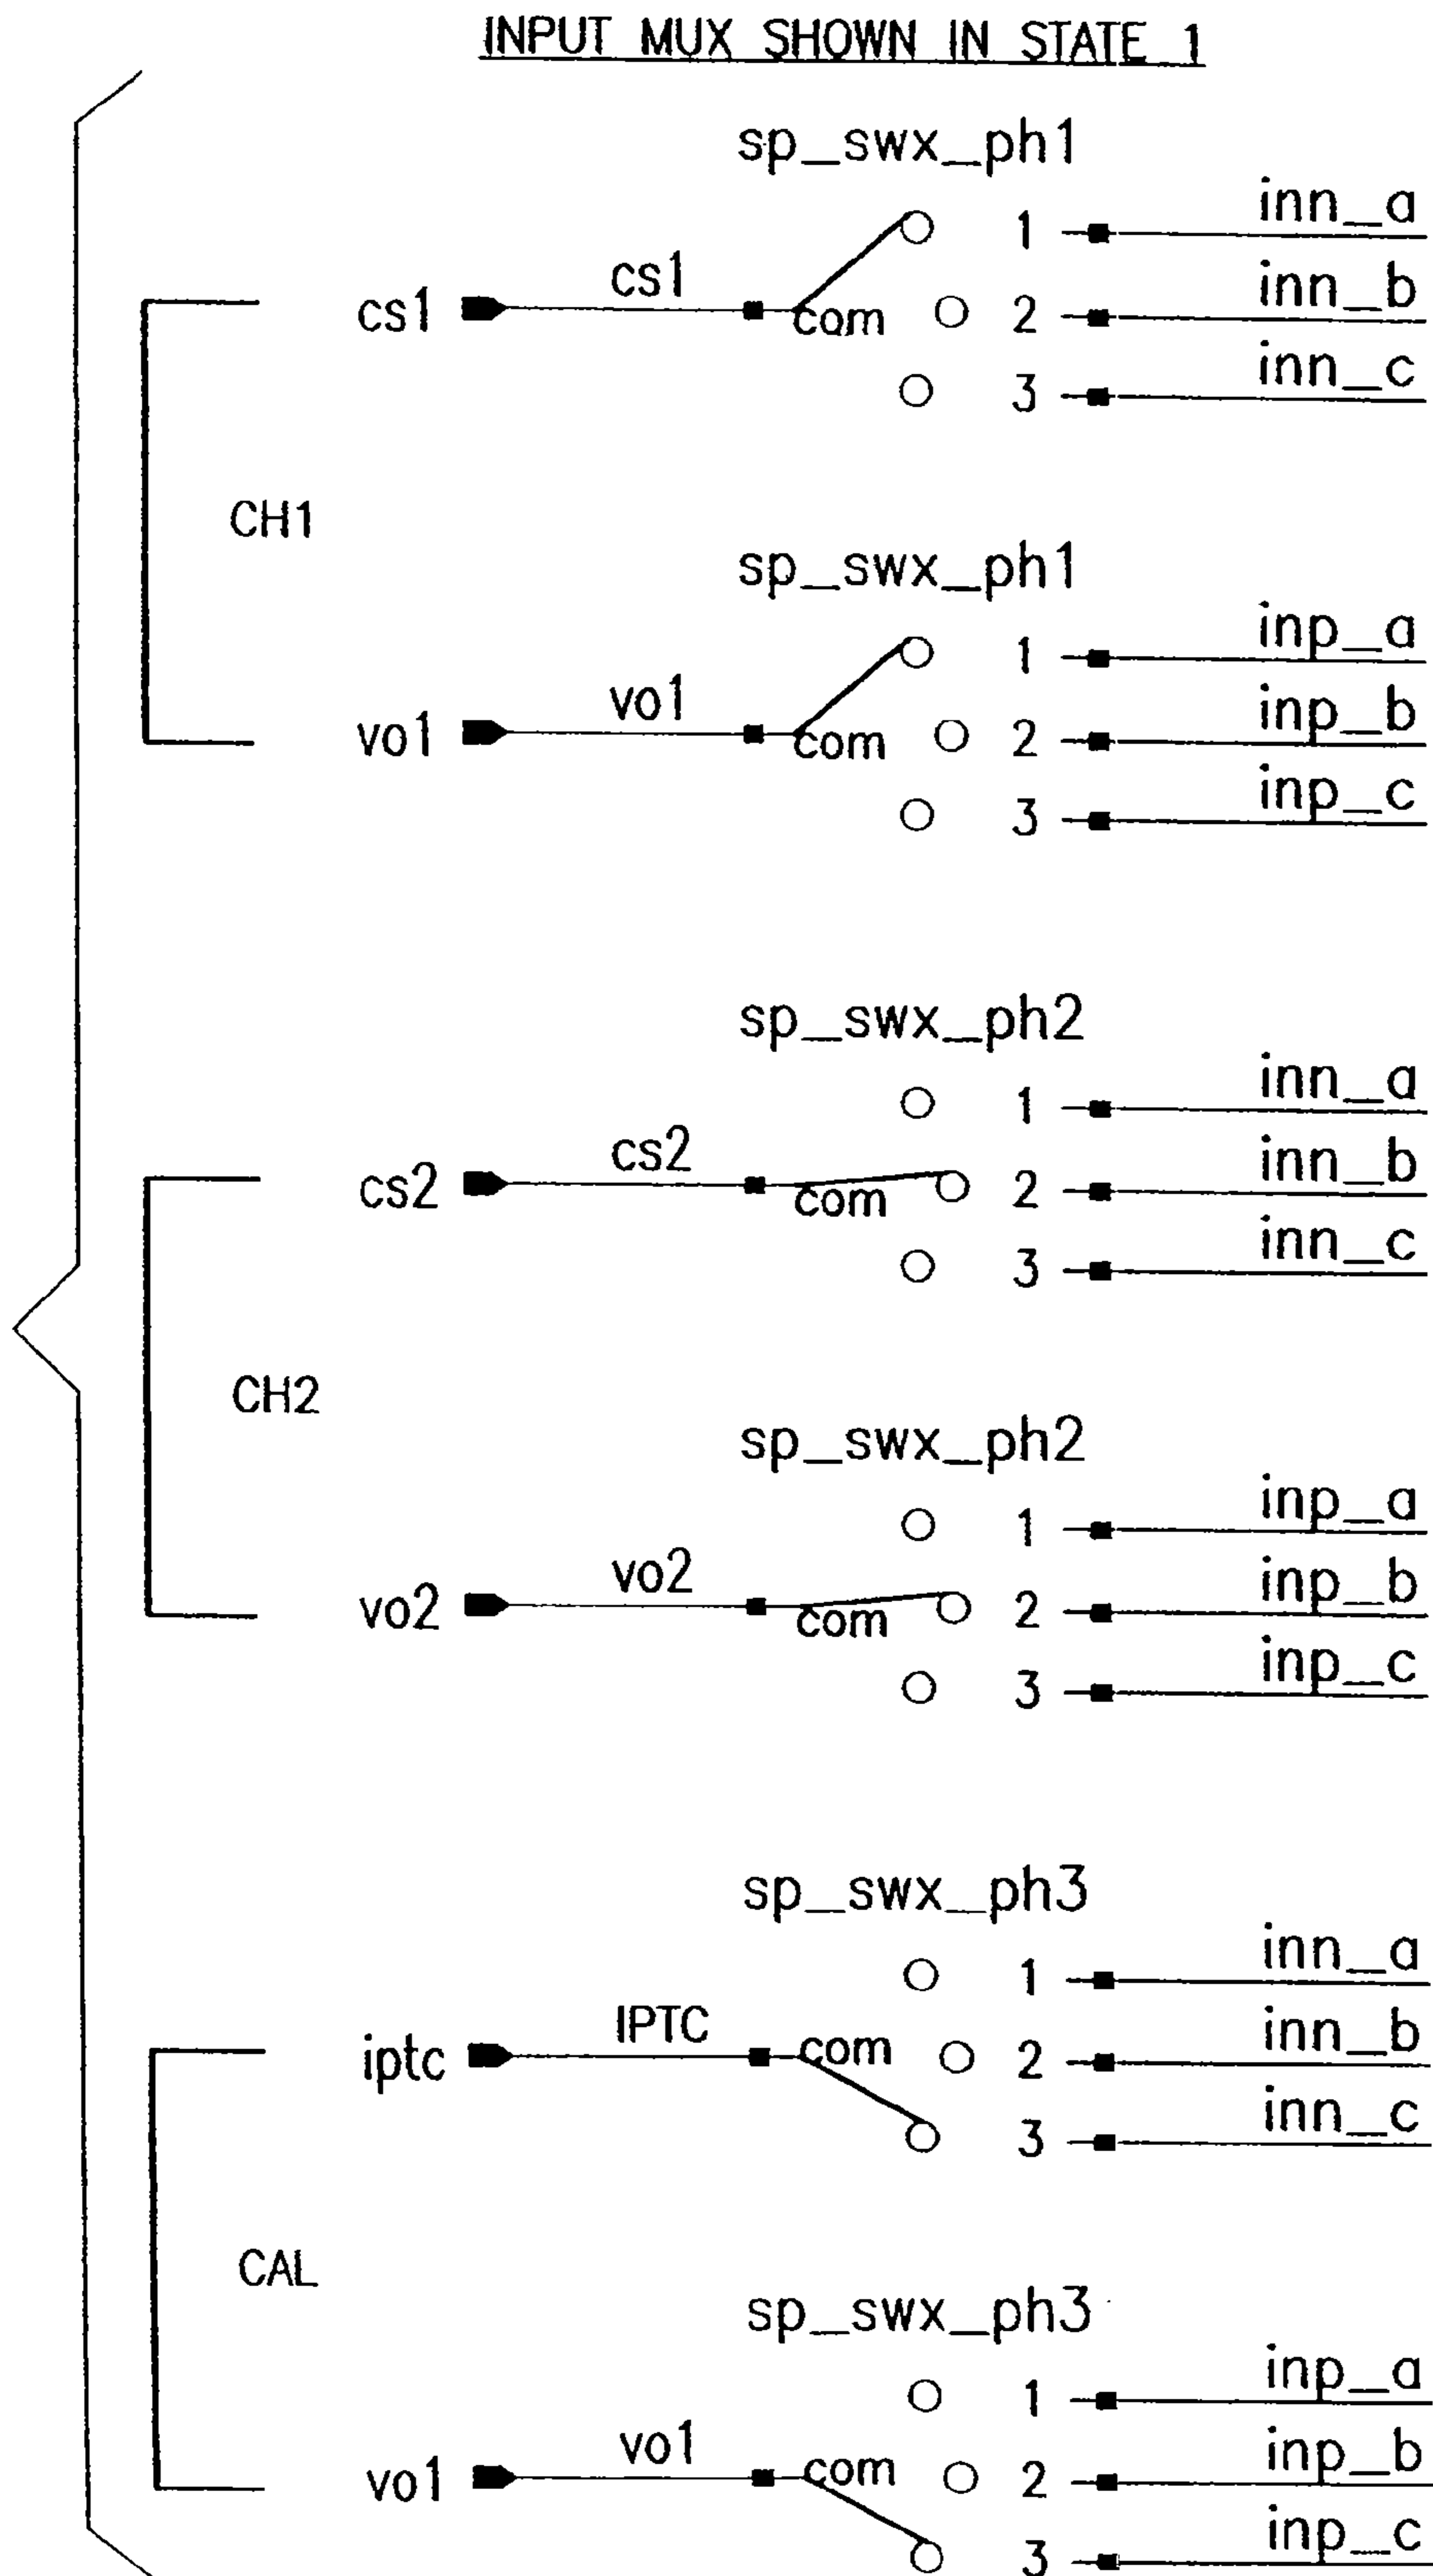 INPUT MUX SHOWN IN STATE 1
sp_swx_ph1
1 inn_a
cs1 cs1 com 2 inn_b
3 inn_c
CH1
sp_swx_ph1
1 inp_a
vo1 vo1 com 2 inp_b
3 inp_c
sp_swx_ph2
1 inn_a
cs2 cs2 com 2 inn_b
3 inn_c
CH2
sp_swx_ph2
1 inp_a
vo2 vo2 com 2 inp_b
3 inp_c
sp_swx_ph3
1 inn_a
iptc IPTC com 2 inn_b
3 inn_c
CAL
sp_swx_ph3
1 inp_a
vo1 vo1 com 2 inp_b
3 inp_c